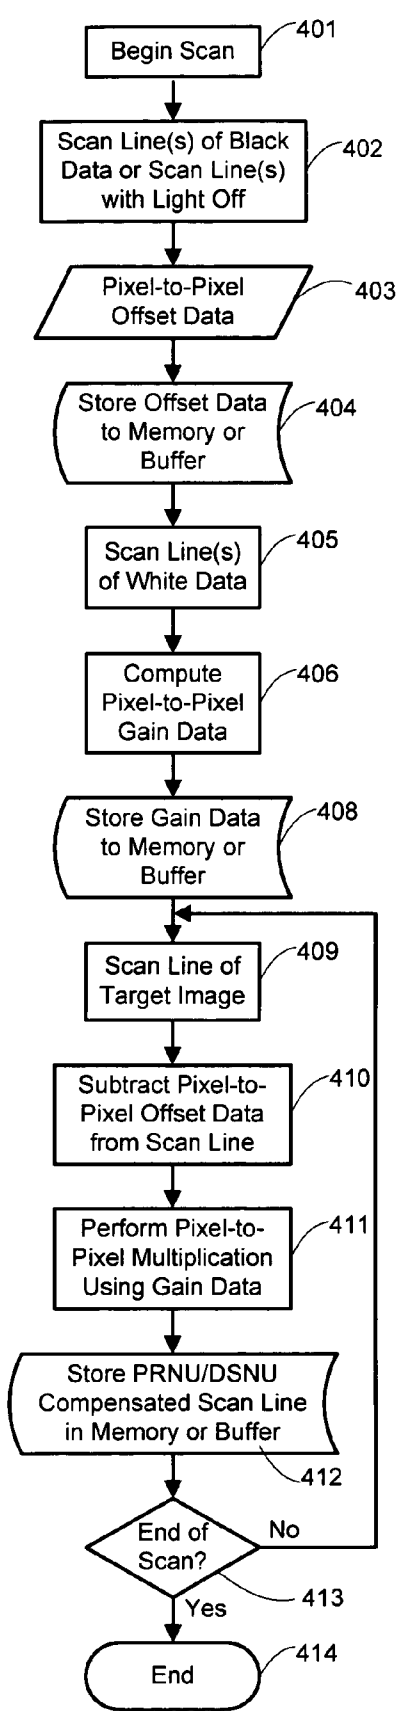 401
Begin Scan
Scan Line(s) of Black
Data or Scan Line(s)
with Light Off
402
Pixel-to-Pixel
Offset Data
403
Store Offset Data
to Memory or
Buffer
404
Scan Line(s)
of White Data
405
Compute
Pixel-to-Pixel
Gain Data
406
Store Gain Data
to Memory or
Buffer
408
Scan Line of
Target Image
409
Subtract Pixel-to-
Pixel Offset Data
from Scan Line
410
Perform Pixel-to-
Pixel Multiplication
Using Gain Data
411
Store PRNU/DSNU
Compensated Scan Line
in Memory or Buffer
412
End of
Scan?
No
413
Yes
End
414